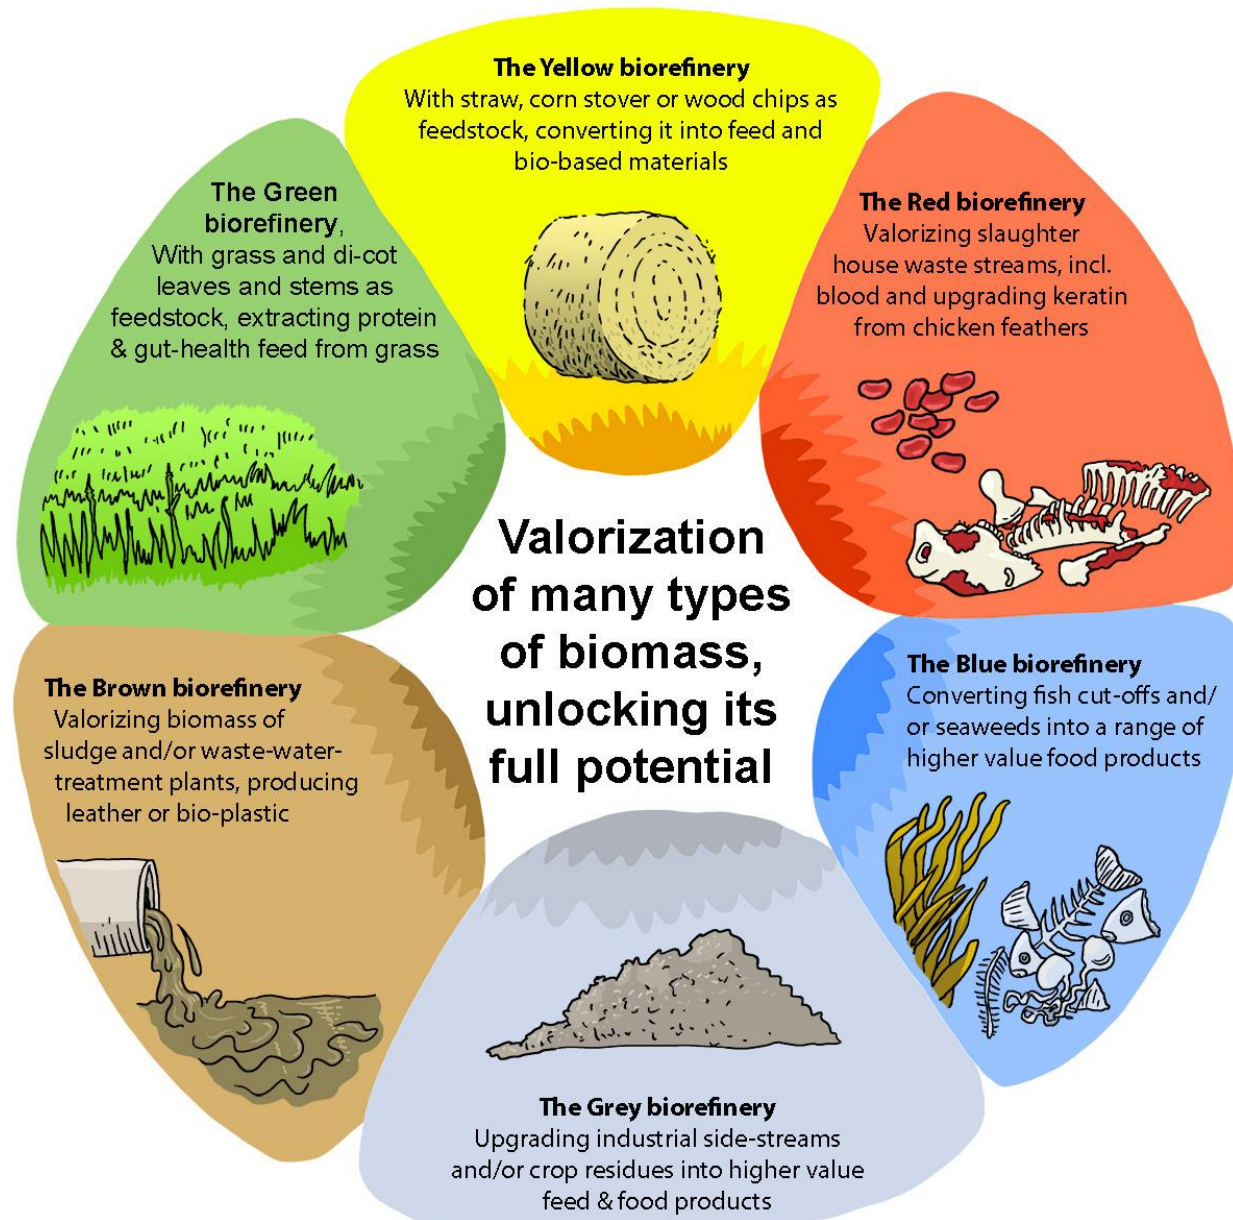 The Yellow biorefinery
With straw, corn stover or wood chips as
feedstock, converting it into feed and
bio-based materials
The Green
biorefinery,
With grass and di-cot
leaves and stems as
feedstock, extracting protein
& gut-health feed from grass
The Red biorefinery
Valorizing slaughter
house waste streams, incl.
blood and upgrading keratin
from chicken feathers
Valorization
of many types
of biomass,
unlocking its
full potential
The Brown biorefinery
Valorizing biomass of
sludge and/or waste-water-
treatment plants, producing
leather or bio-plastic
The Blue biorefinery
Converting fish cut-offs and/
or seaweeds into a range of
higher value food products
The Grey biorefinery
Upgrading industrial side-streams
and/or crop residues into higher value
feed & food products